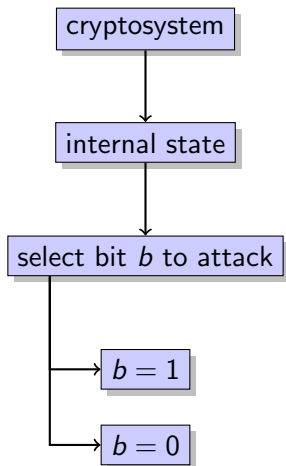 cryptosystem
internal state
select bit b to attack
b = 1
b = 0